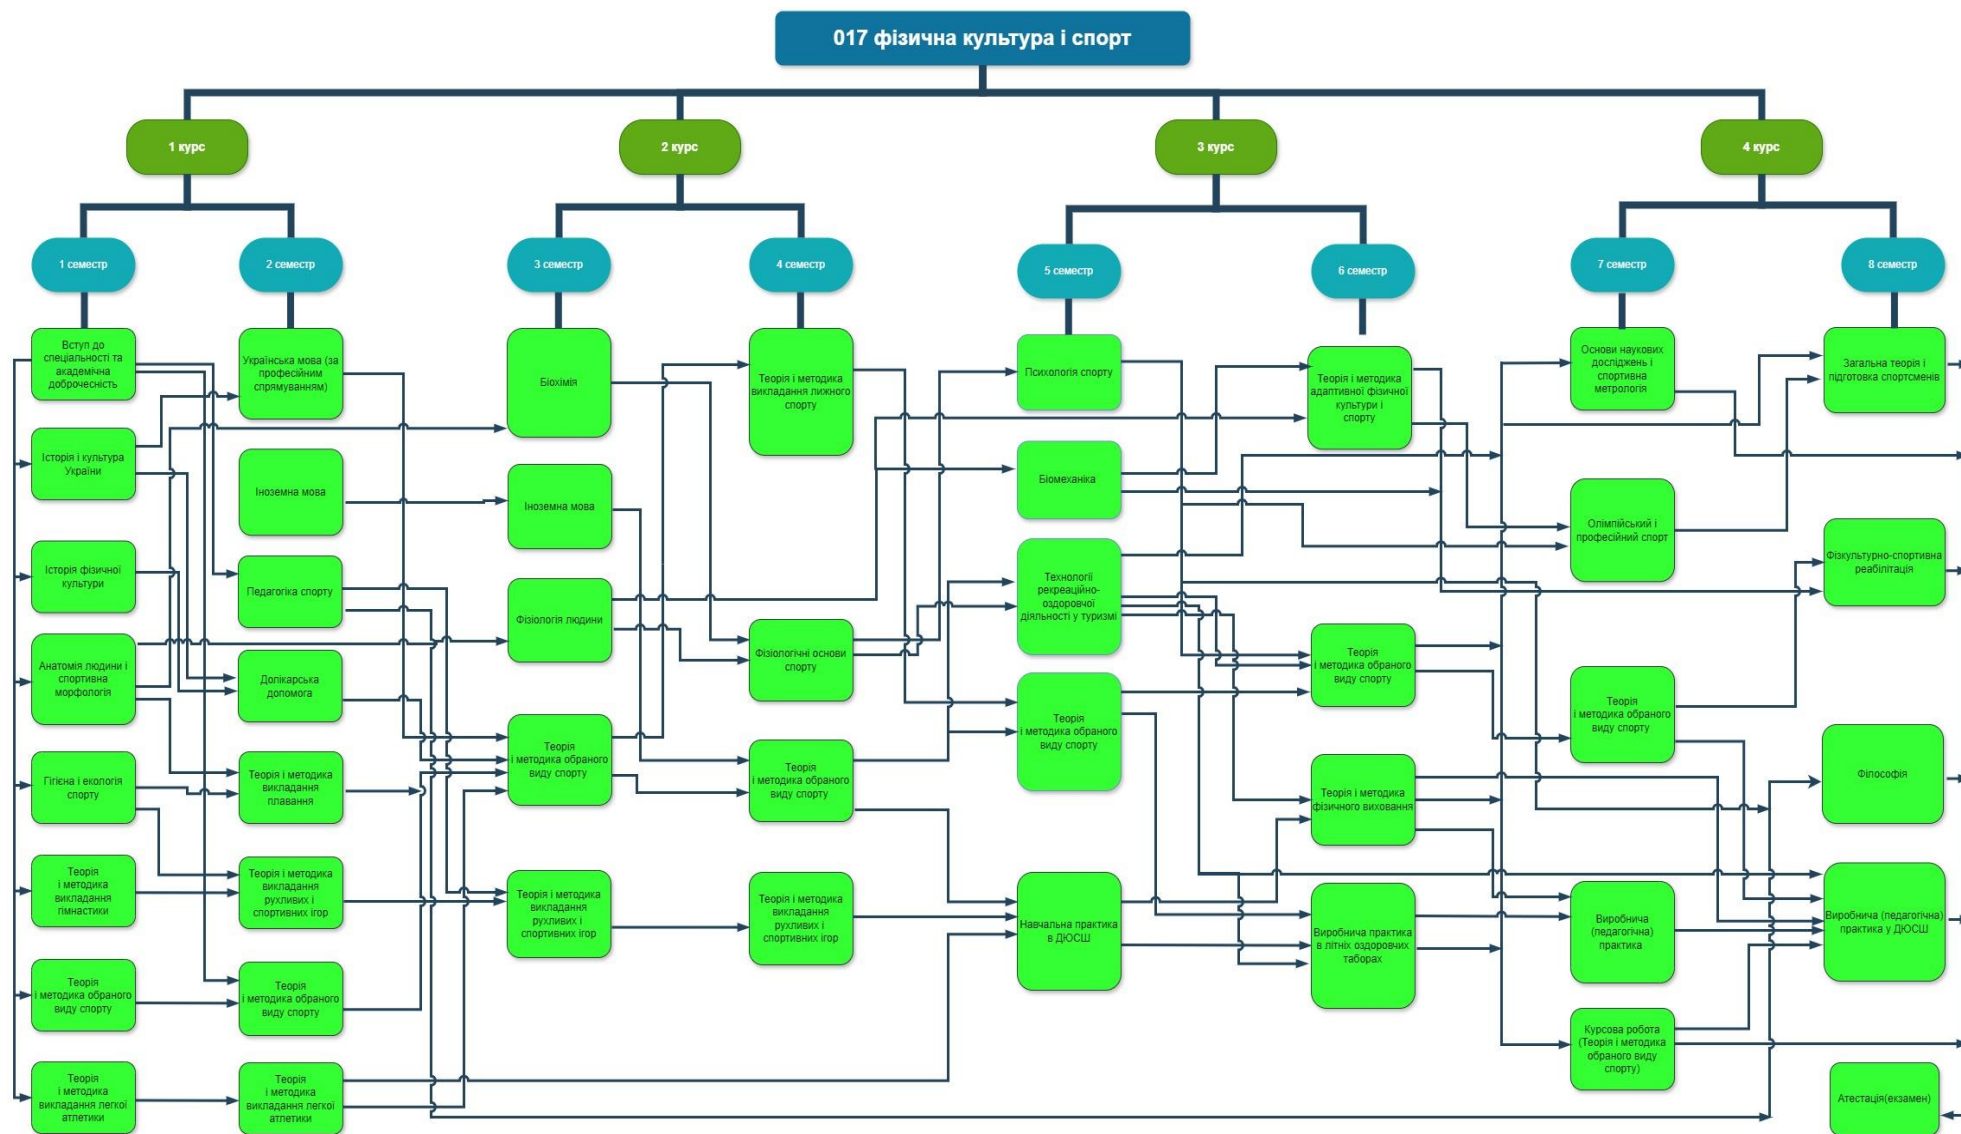 017 фізична культура і спорт
1 курс
2 курс
3 курс
4 курс
1 семестр
2 семестр
3 семестр
4 семестр
5 семестр
6 семестр
7 семестр
8 семестр
Вступ до
спеціальності та
академічна
доброчесність
Історія і культура
України
Історія фізичної
культури
Анатомія людини і
спортивна
морфологія
Гігієна і екологія
спорту
Теорія
і методика
викладання
гімнастики
Теорія
і методика обраного
виду спорту
Теорія
і методика
викладання легкої
атлетики
Українська мова (за
професійним
спрямуванням)
Іноземна мова
Педагогіка спорту
Долікарська
допомога
Теорія і методика
викладання
плавання
Теорія і методика
викладання
рухливих і
спортивних ігор
Теорія
і методика обраного
виду спорту
Теорія
і методика
викладання легкої
атлетики
Біохімія
Іноземна мова
Фізіологія людини
Теорія
і методика обраного
виду спорту
Теорія і методика
викладання
рухливих і
спортивних ігор
Теорія і методика
викладання лижного
спорту
Фізіологічні основи
спорту
Теорія
і методика обраного
виду спорту
Теорія і методика
викладання
рухливих і
спортивних ігор
Психологія спорту
Біомеханіка
Технології
рекреаційно-
оздоровчої
діяльності у туризмі
Теорія
і методика обраного
виду спорту
Навчальна практика
в ДЮСШ
Теорія і методика
адаптивної фізичної
культури і
спорту
Теорія
і методика обраного
виду спорту
Теорія і методика
фізичного виховання
Виробнича практика
в літніх оздоровчих
таборах
Основи наукових
досліджень і
спортивна
метрологія
Олімпійський і
професійний спорт
Теорія
і методика обраного
виду спорту
Виробнича
(педагогічна)
практика
Курсова робота
(Теорія і методика
обраного виду
спорту)
Загальна теорія і
підготовка спортсменів
Фізкультурно-спортивна
реабілітація
Філософія
Виробнича (педагогічна)
практика у ДЮСШ
Атестація(екзамен)